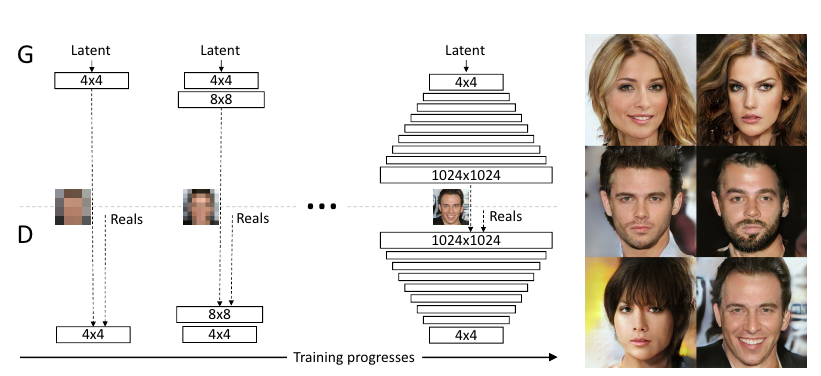 G
Latent
Latent
Latent
4x4
4x4
4x4
8x8
1024x1024
Reals
Reals
Reals
D
1024x1024
8x8
4x4
4x4
4x4
Training progresses